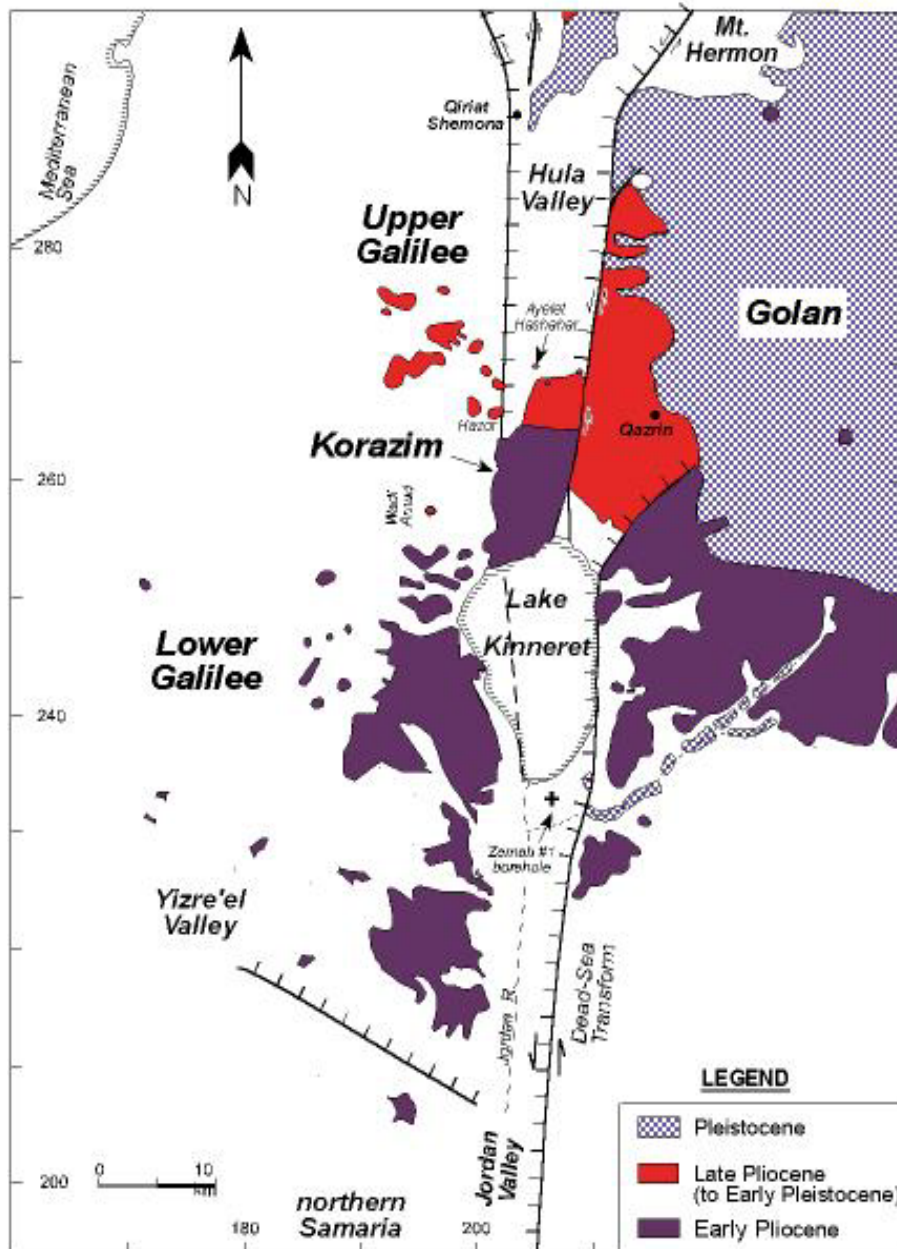 Mt.
Hermon
Mediterranean
Sea
N
Qiriat
Shemona
Hula
Valley
Upper
Galilee
280
Golan
Ayelet
Hashahar
Hazor
Qazrin
Korazim
260
Wadi
Lake
Kinneret
Lower
Galilee
240
Zemah #1
borehole
Yizre'el
Valley
Dead-Sea
Transform
Jordan R.
Jordan
Valley
LEGEND
Pleistocene
Late Pliocene
(to Early Pleistocene)
Early Pliocene
0 10
km
200
northern
Samaria
180
200